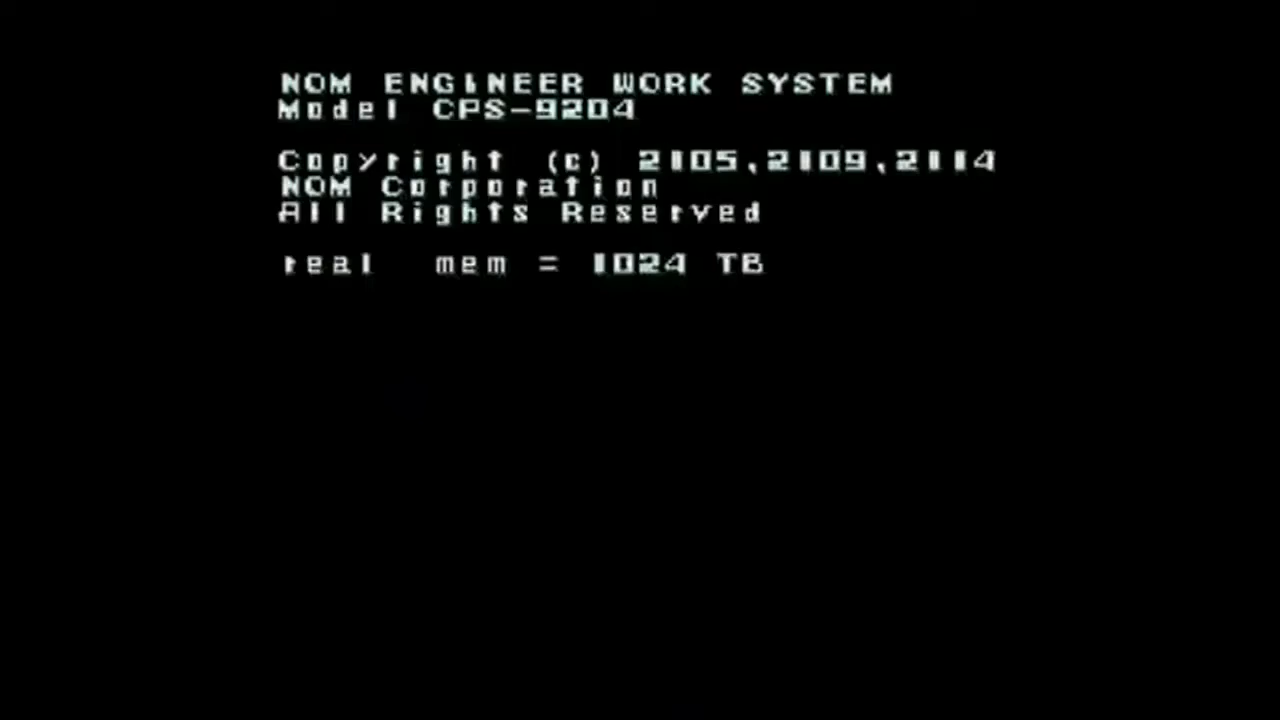 NOM ENGINEER WORK SYSTEM
Model CPS-9204
Copyright (c) 2105,2109,2114
NOM Corporation
All Rights Reserved
real mem = 1024 TB